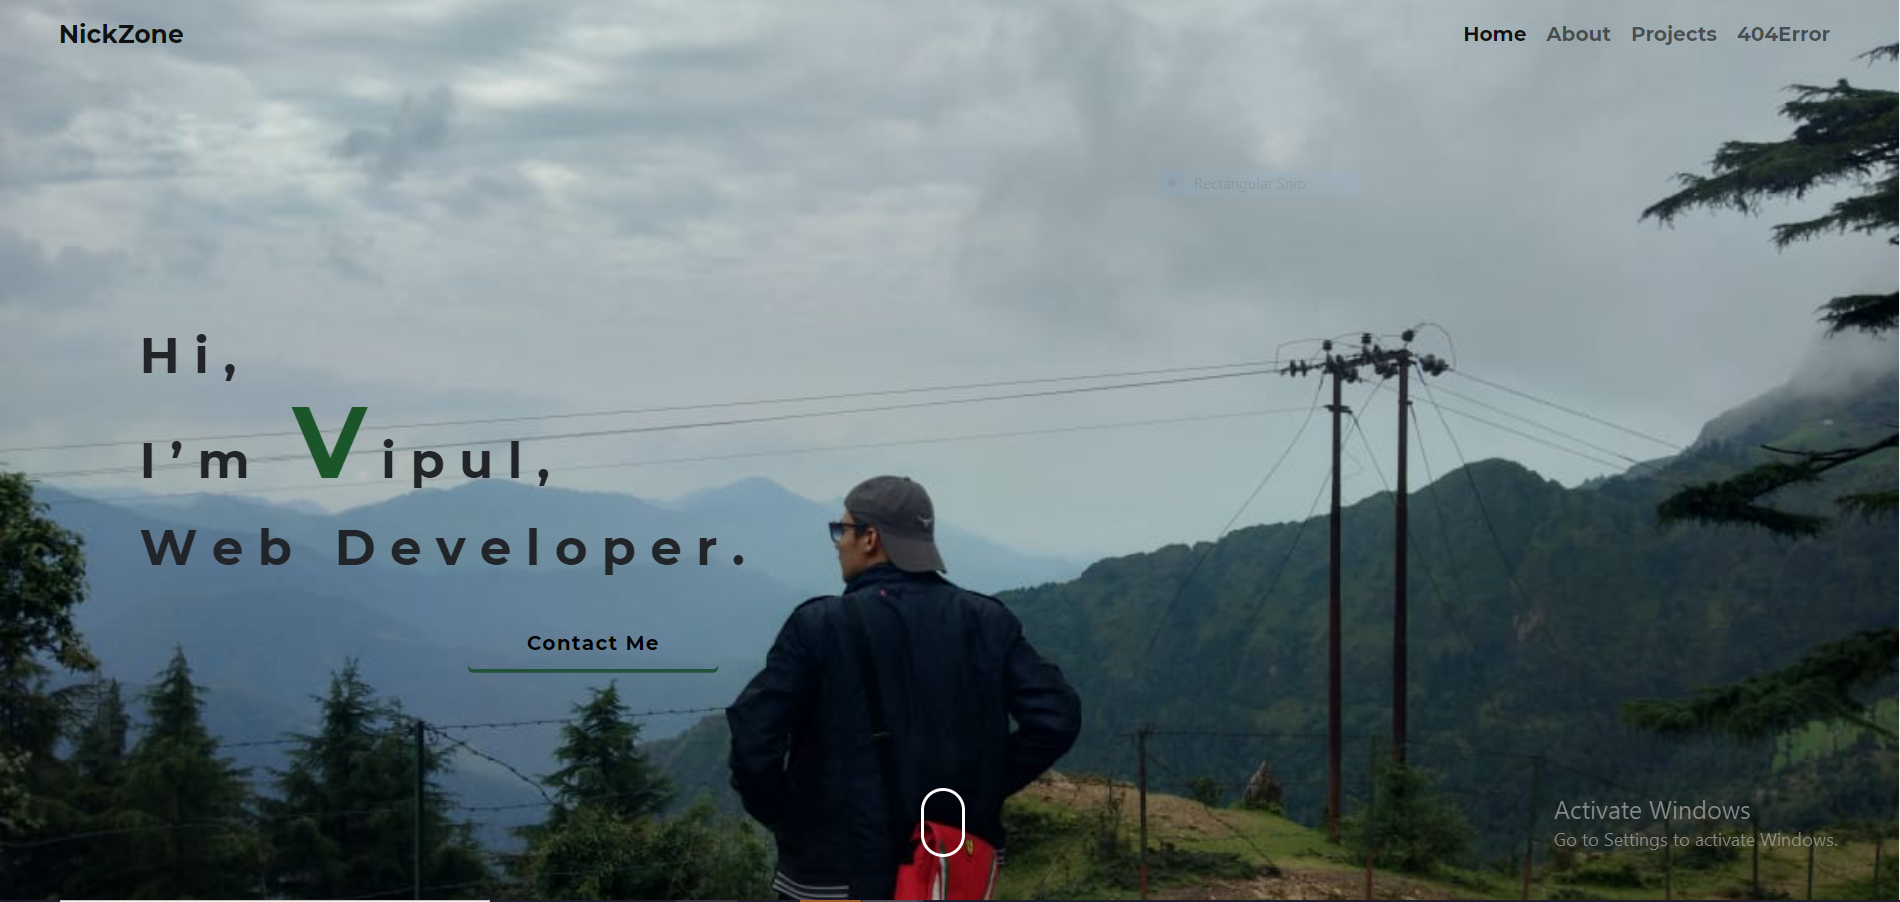 NickZone
Home About Projects 404Error
Rectangular Snip
Hi,
I’m Vipul,
Web Developer.
Contact Me
Activate Windows
Go to Settings to activate Windows.